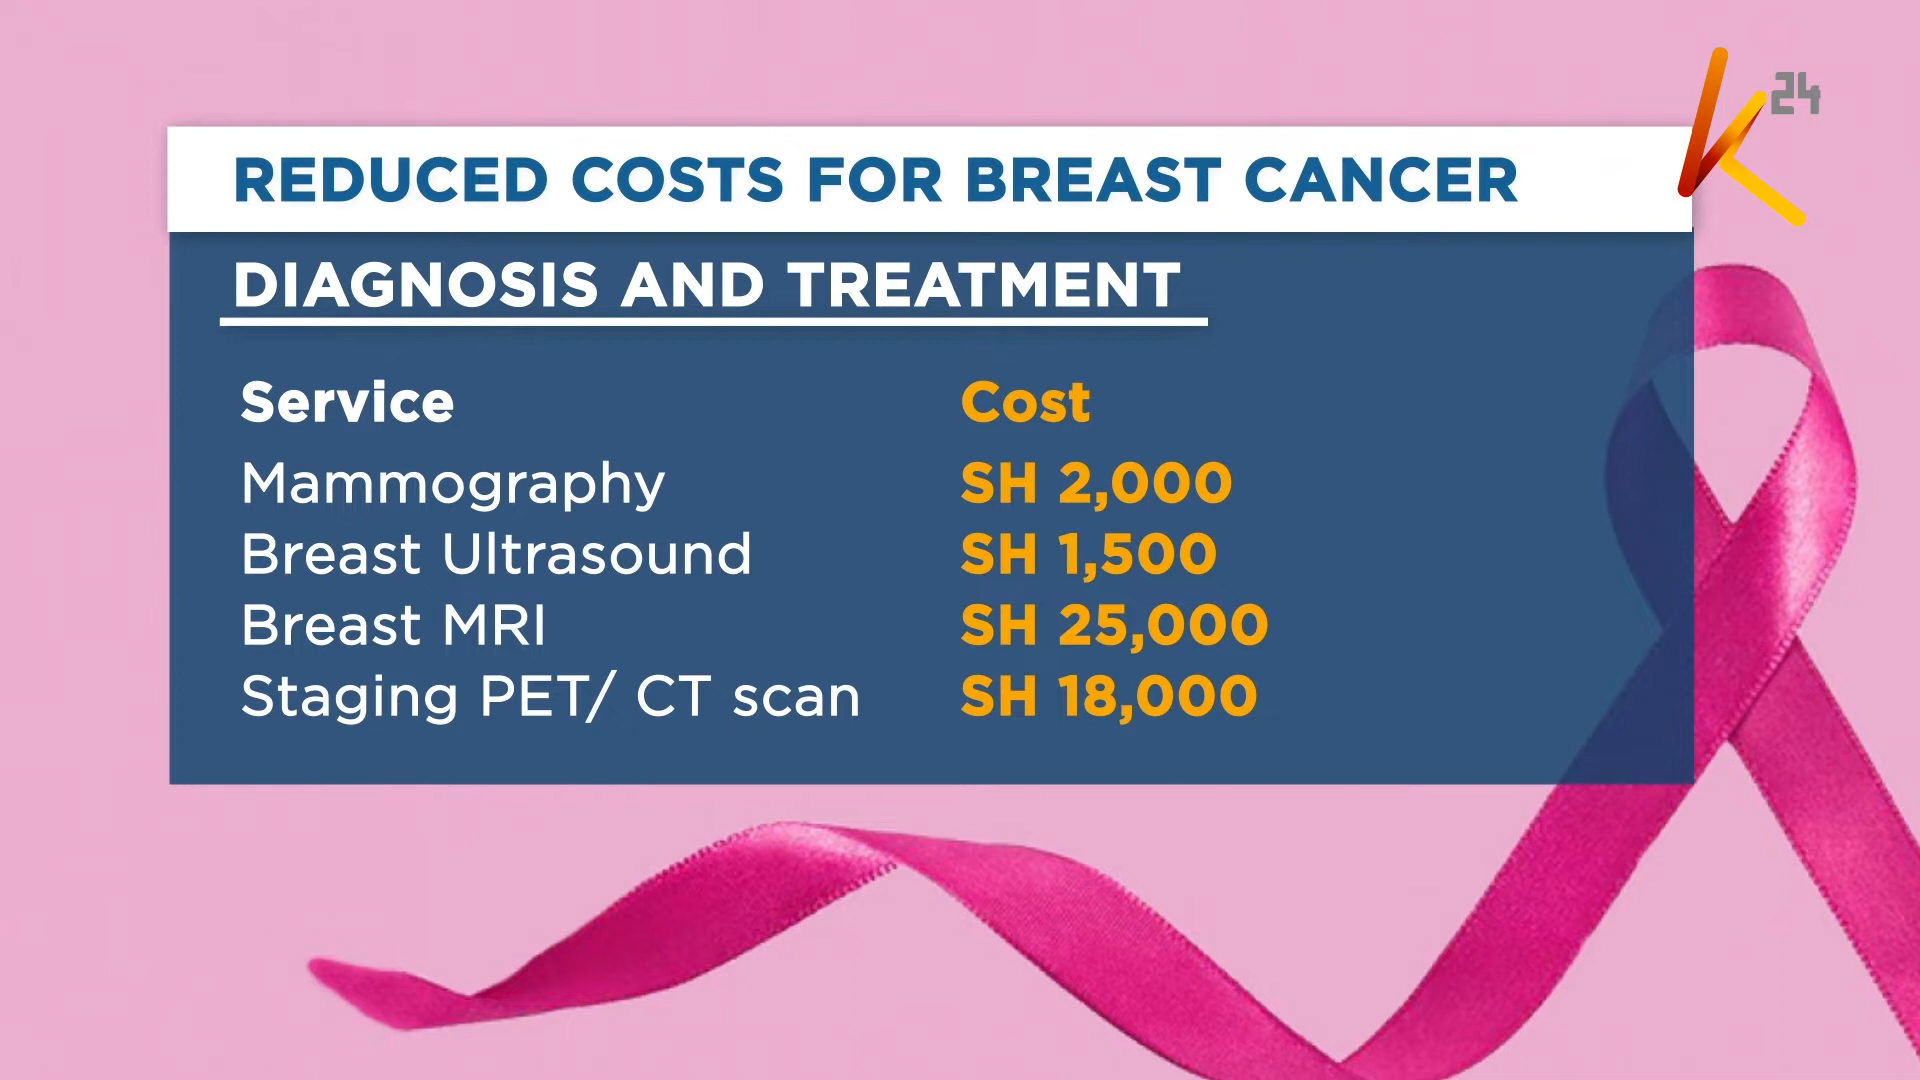 24
REDUCED COSTS FOR BREAST CANCER
DIAGNOSIS AND TREATMENT
Service Cost
Mammography SH 2,000
Breast Ultrasound SH 1,500
Breast MRI SH 25,000
Staging PET/ CT scan SH 18,000